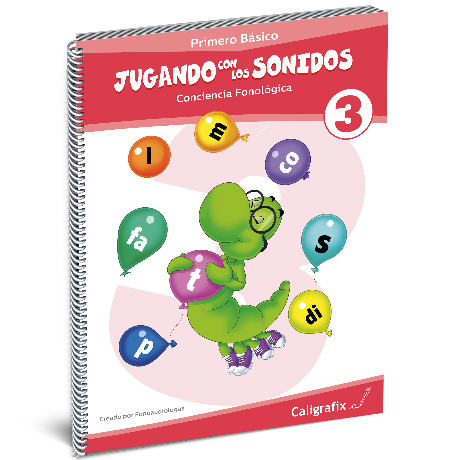 Primero Básico
JUGANDO CON LOS SONIDOS
Conciencia Fonológica
3
m
l
co
fa
s
t
di
p
Creado por Fonoaudiólogas
Caligrafix